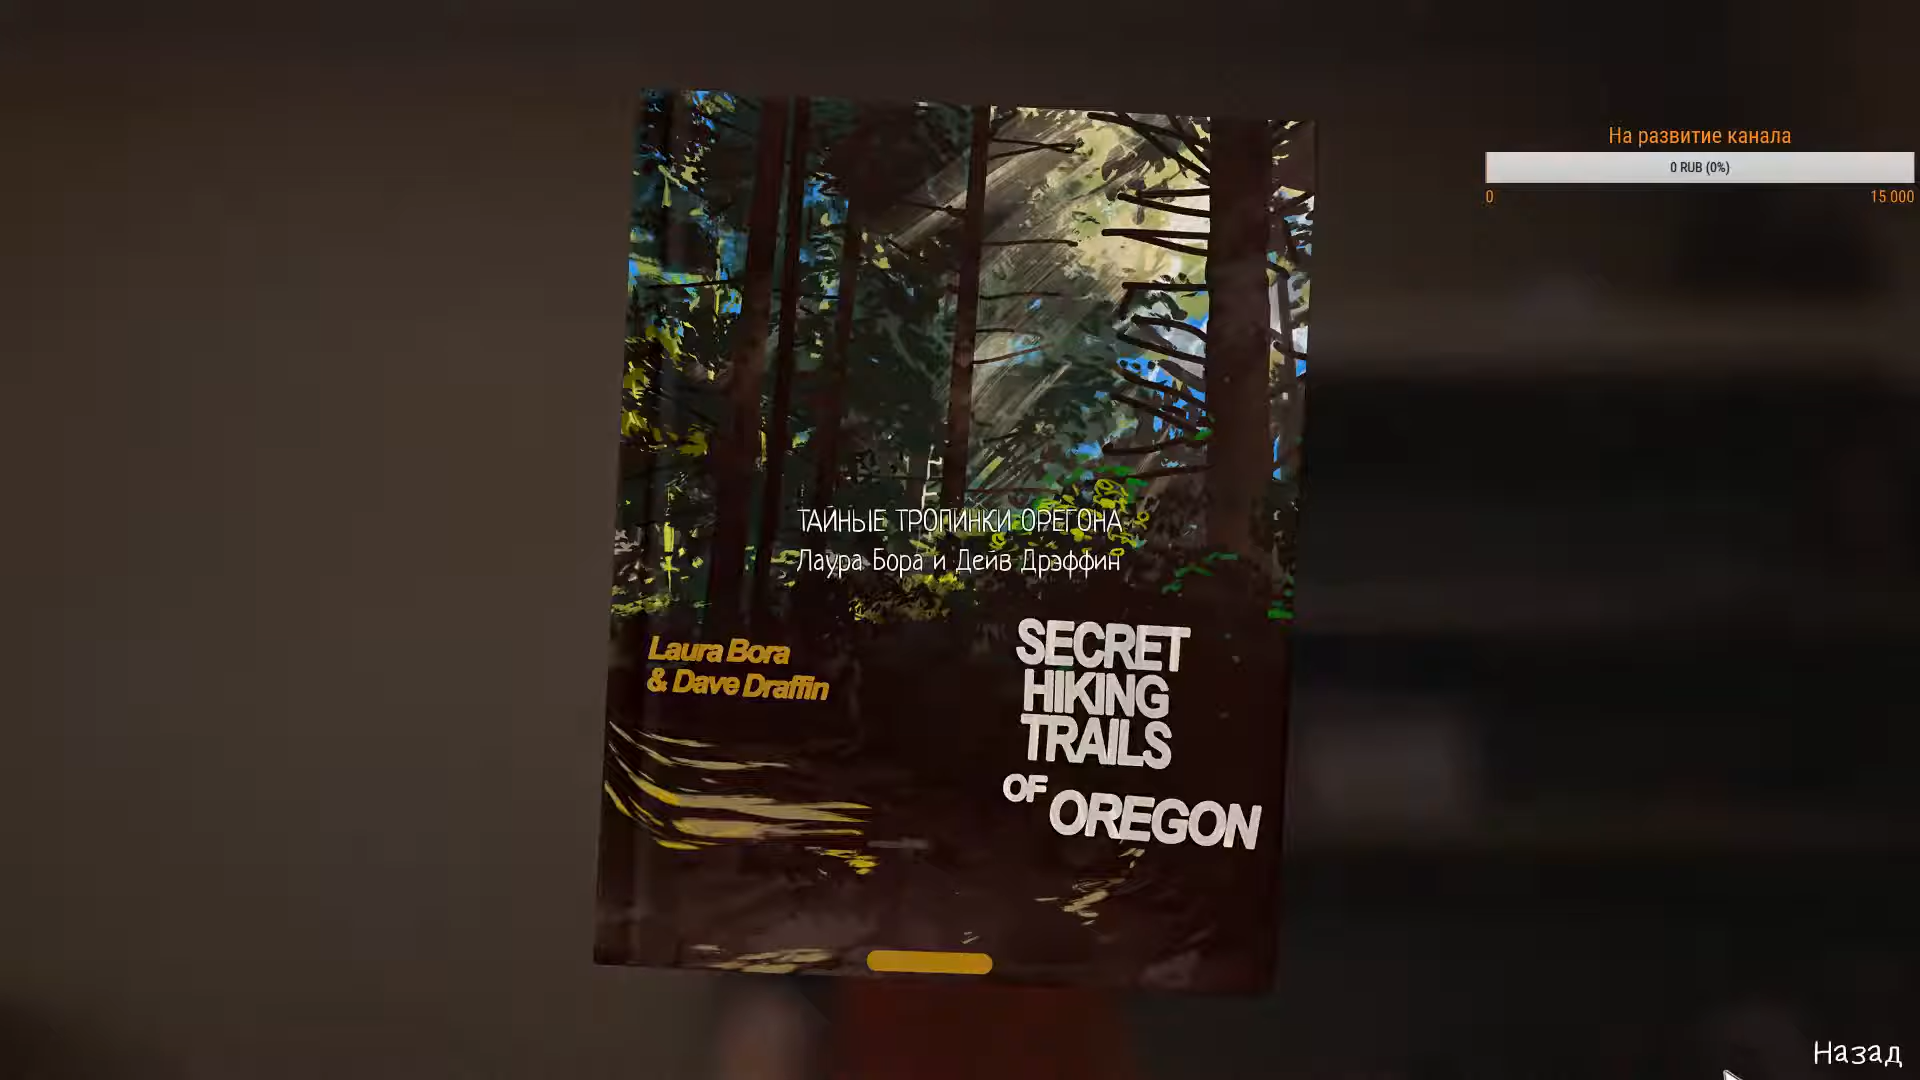 На развитие канала
0 RUB (0%)
0
15 000
ТАЙНЫЕ ТРОПИНКИ ОРЕГОНА
Лаура Бора и Дейв Дрэффин
Laura Bora
& Dave Draffin
SECRET
HIKING
TRAILS
OF OREGON
Назад